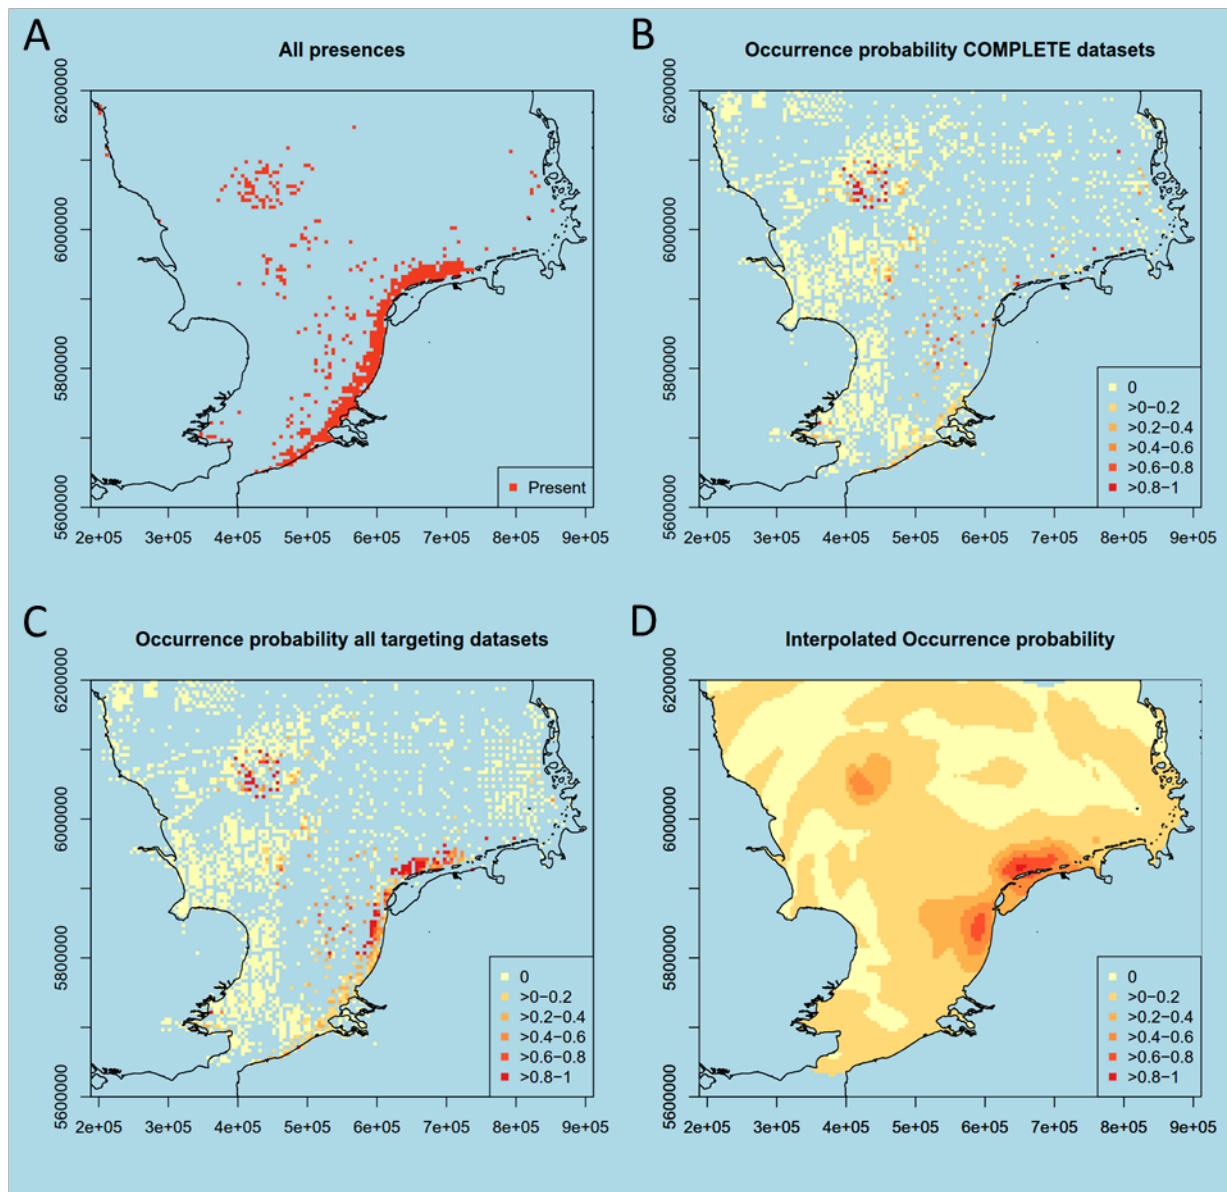 A
All presences
6200000
6000000
5800000
5600000
Present
2e+05 3e+05 4e+05 5e+05 6e+05 7e+05 8e+05 9e+05
B
Occurrence probability COMPLETE datasets
6200000
6000000
5800000
5600000
0
>0−0.2
>0.2−0.4
>0.4−0.6
>0.6−0.8
>0.8−1
2e+05 3e+05 4e+05 5e+05 6e+05 7e+05 8e+05 9e+05
C
Occurrence probability all targeting datasets
6200000
6000000
5800000
5600000
0
>0−0.2
>0.2−0.4
>0.4−0.6
>0.6−0.8
>0.8−1
2e+05 3e+05 4e+05 5e+05 6e+05 7e+05 8e+05 9e+05
D
Interpolated Occurrence probability
6200000
6000000
5800000
5600000
0
>0−0.2
>0.2−0.4
>0.4−0.6
>0.6−0.8
>0.8−1
2e+05 3e+05 4e+05 5e+05 6e+05 7e+05 8e+05 9e+05